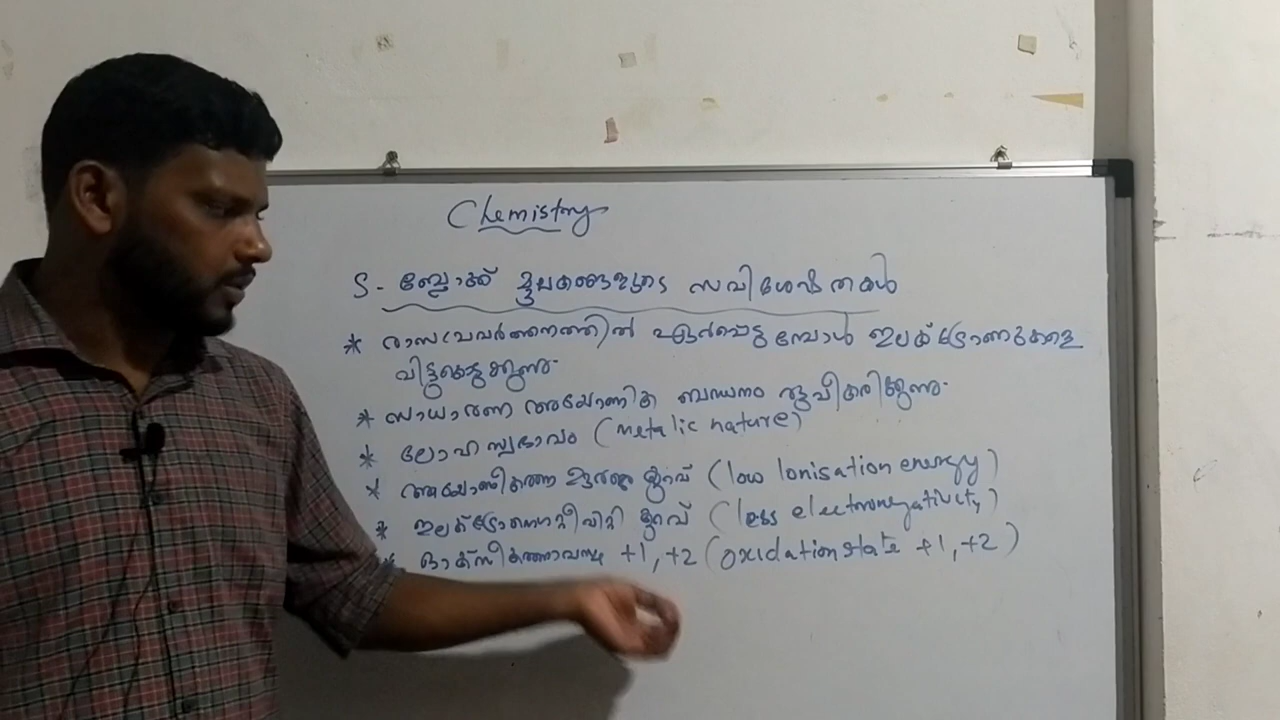 Chemistry
S - ബ്ലോക്ക് മൂലകങ്ങളുടെ സവിശേഷതകൾ
* രാസപ്രവർത്തനത്തിൽ ഏർപ്പെടുമ്പോൾ ഇലക്ട്രോണുകളെ
വിട്ടുകൊടുക്കുന്നു.
* സാധാരണ അയോണിക ബന്ധനം രൂപീകരിക്കുന്നു.
* ലോഹ സ്വഭാവം (metalic nature)
* അയോണീകരണ ഊർജം കുറവ് (low Ionisation energy)
* ഇലക്ട്രോനെഗറ്റീവിറ്റി കുറവ് (less electronegativity)
* ഓക്സീകരണാവസ്ഥ +1, +2 (oxidation state +1, +2)